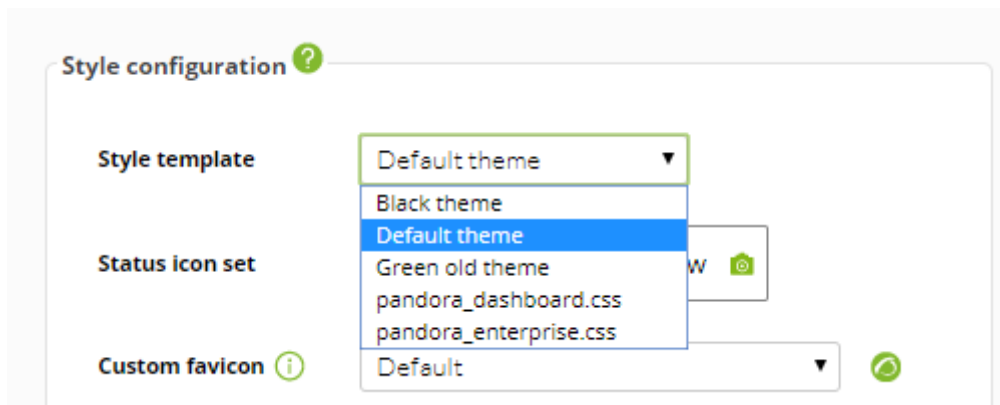 Style configuration ?
Style template
Default theme
Black theme
Default theme
Green old theme
pandora_dashboard.css
pandora_enterprise.css
Status icon set
w
Custom favicon i
Default